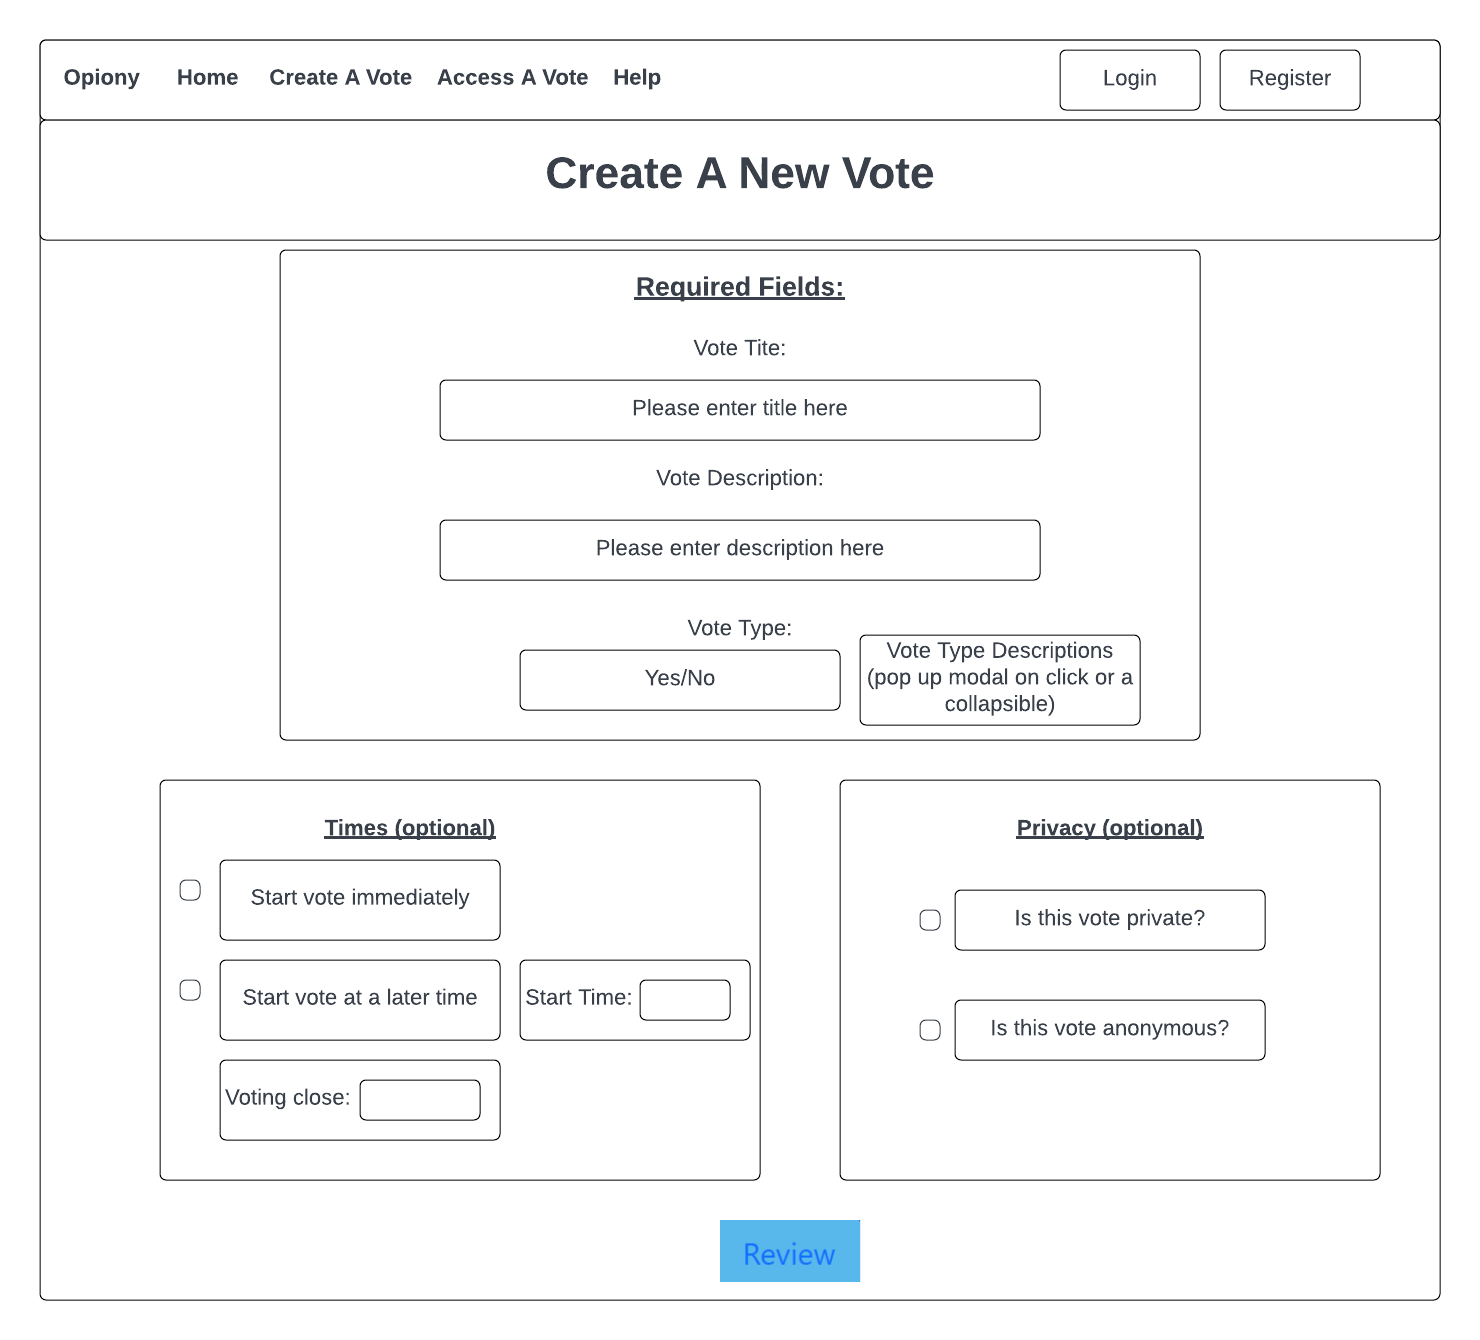 Opiony Home Create A Vote Access A Vote Help Login Register
Create A New Vote
Required Fields:
Vote Tite:
Please enter title here
Vote Description:
Please enter description here
Vote Type:
Yes/No
Vote Type Descriptions
(pop up modal on click or a
collapsible)
Times (optional)
Start vote immediately
Start vote at a later time
Start Time:
Voting close:
Privacy (optional)
Is this vote private?
Is this vote anonymous?
Review